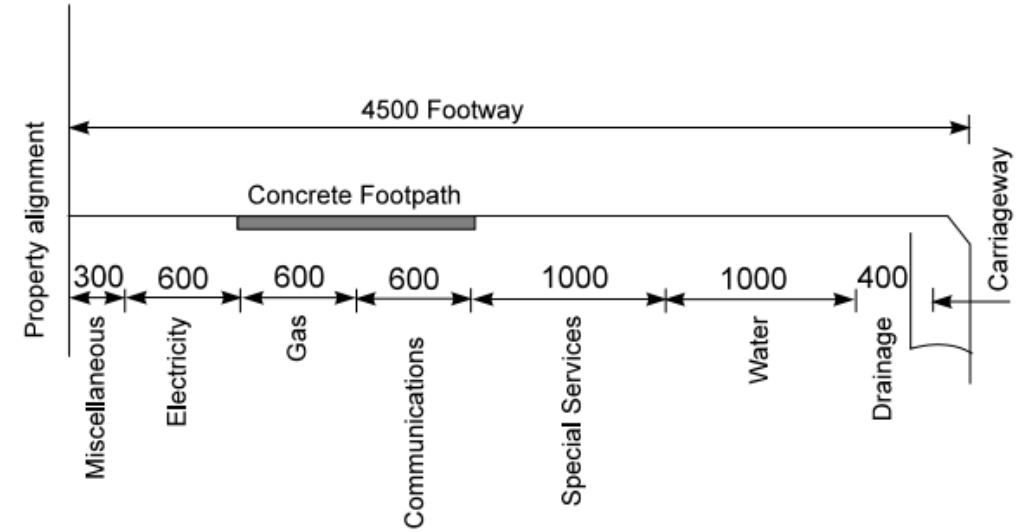 4500 Footway
Concrete Footpath
Property alignment
Carriageway
300
600
600
600
1000
1000
400
Miscellaneous
Electricity
Gas
Communications
Special Services
Water
Drainage